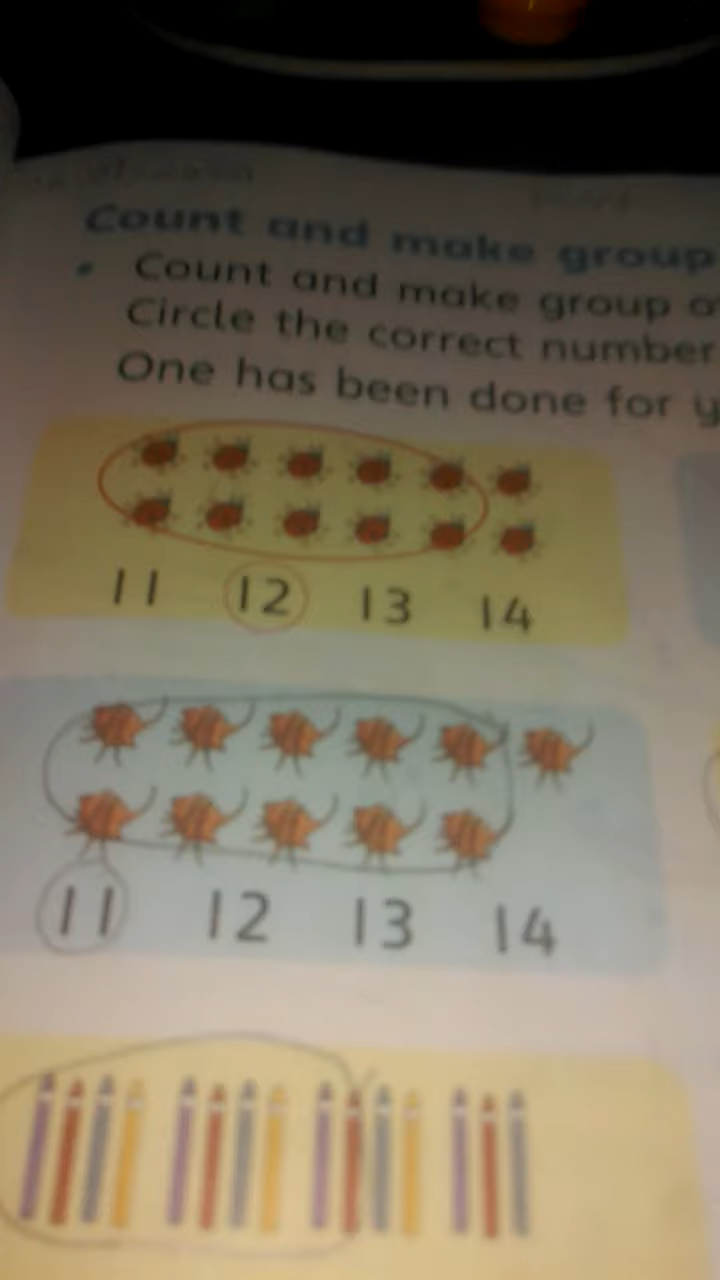 Count and make group
• Count and make group o
Circle the correct number
One has been done for y
11 12 13 14
11 12 13 14